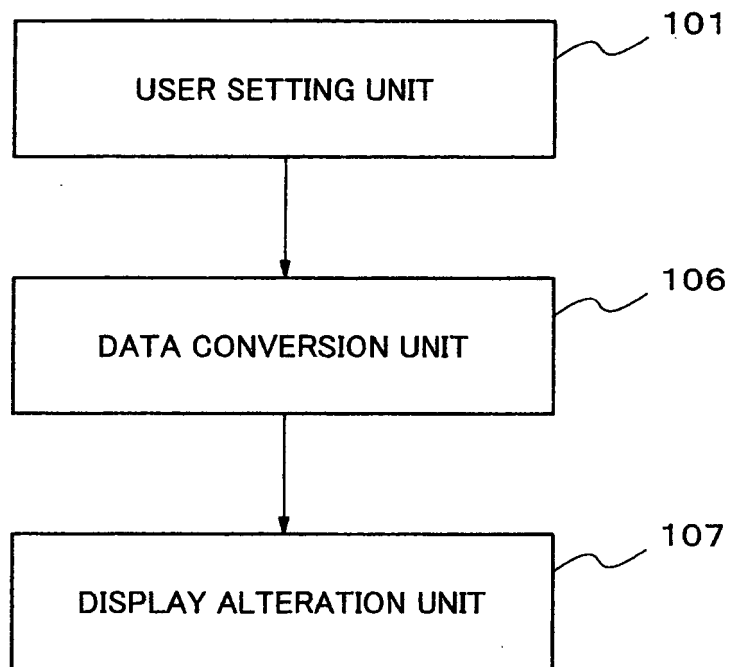 101
USER SETTING UNIT
106
DATA CONVERSION UNIT
107
DISPLAY ALTERATION UNIT